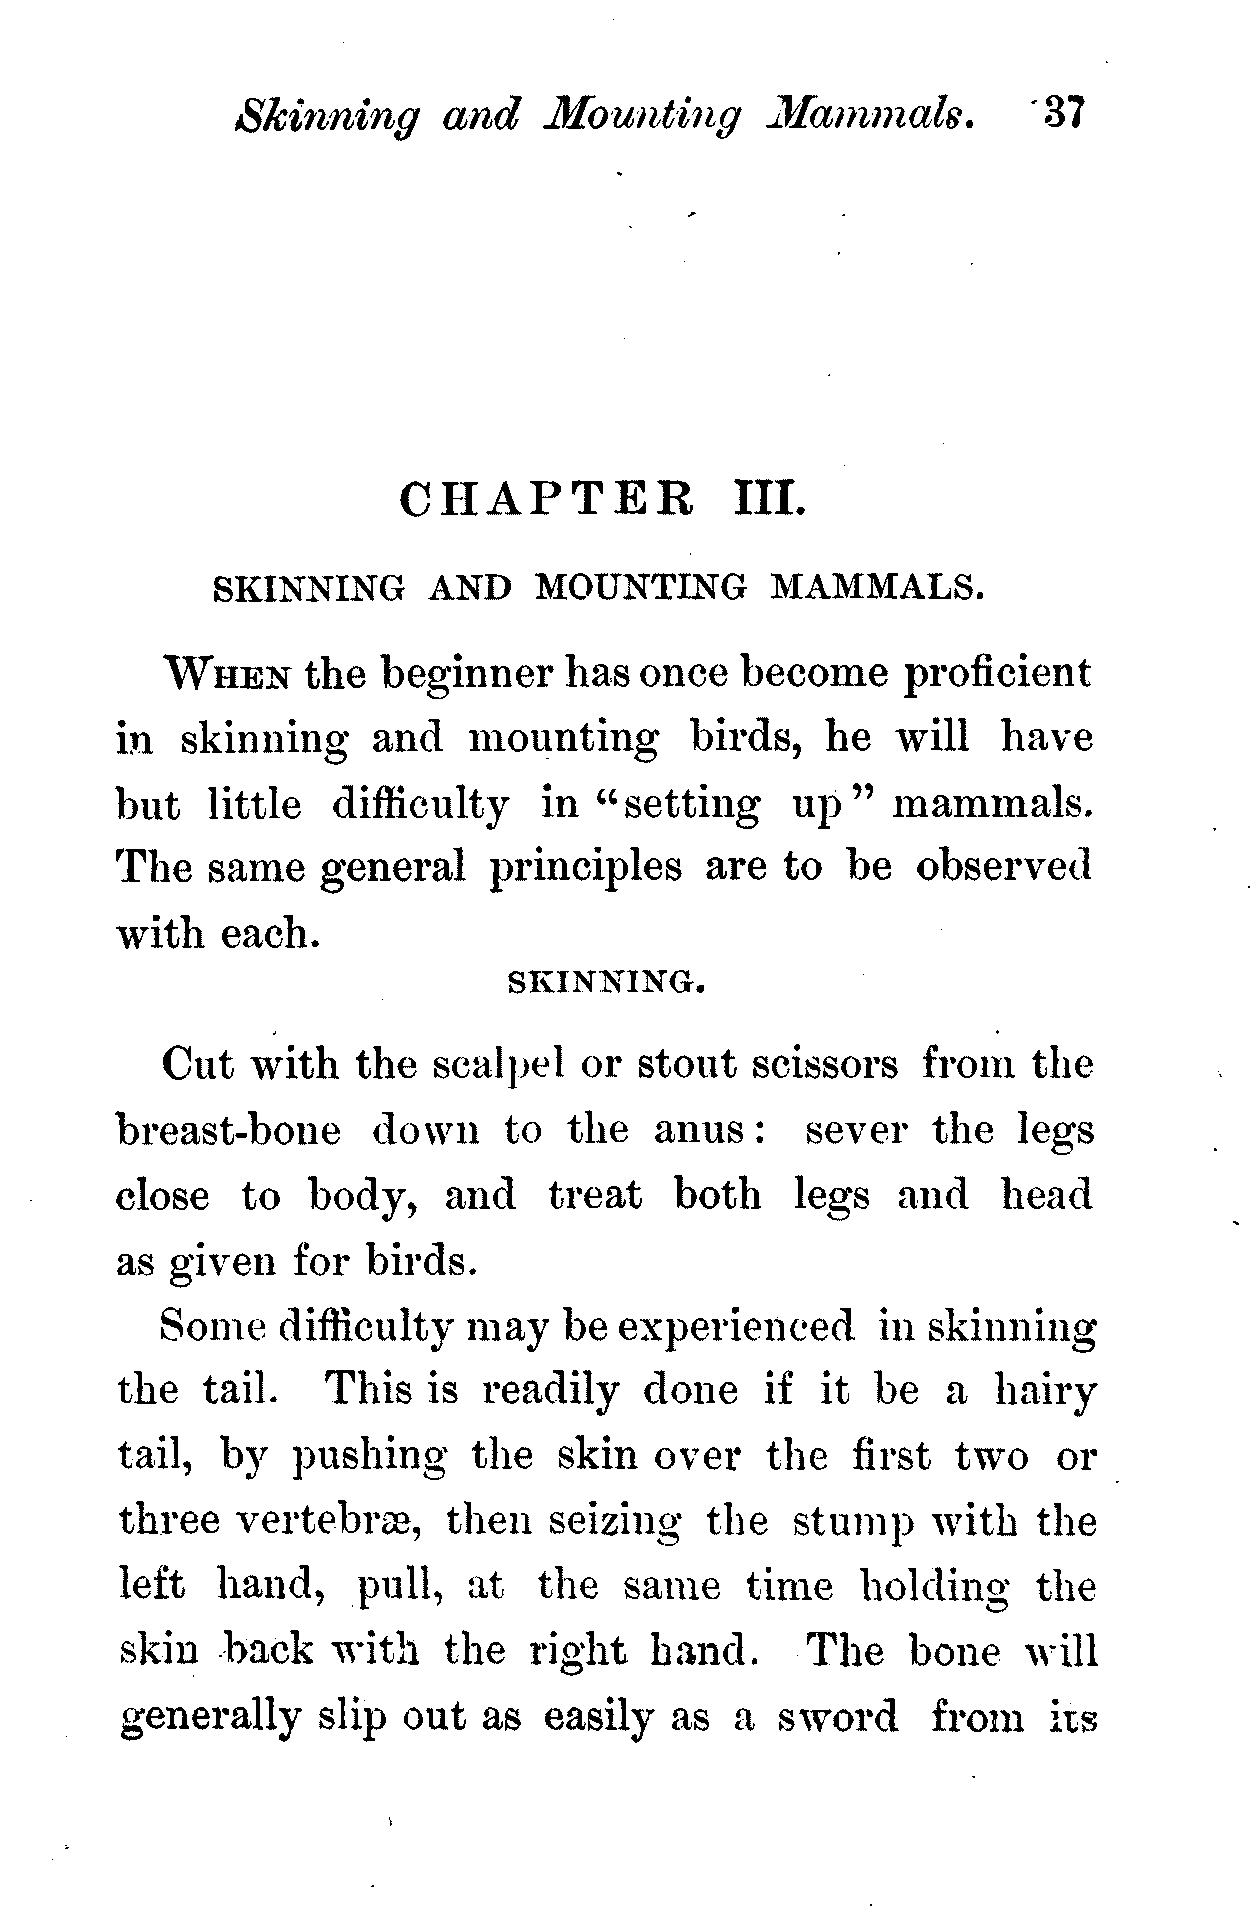 Skinning and Mounting Mammals. 37
CHAPTER III.
SKINNING AND MOUNTING MAMMALS.
WHEN the beginner has once become proficient
in skinning and mounting birds, he will have
but little difficulty in “setting up” mammals.
The same general principles are to be observed
with each.
SKINNING.
Cut with the scalpel or stout scissors from the
breast-bone down to the anus: sever the legs
close to body, and treat both legs and head
as given for birds.
Some difficulty may be experienced in skinning
the tail. This is readily done if it be a hairy
tail, by pushing the skin over the first two or
three vertebræ, then seizing the stump with the
left hand, pull, at the same time holding the
skin back with the right hand. The bone will
generally slip out as easily as a sword from its